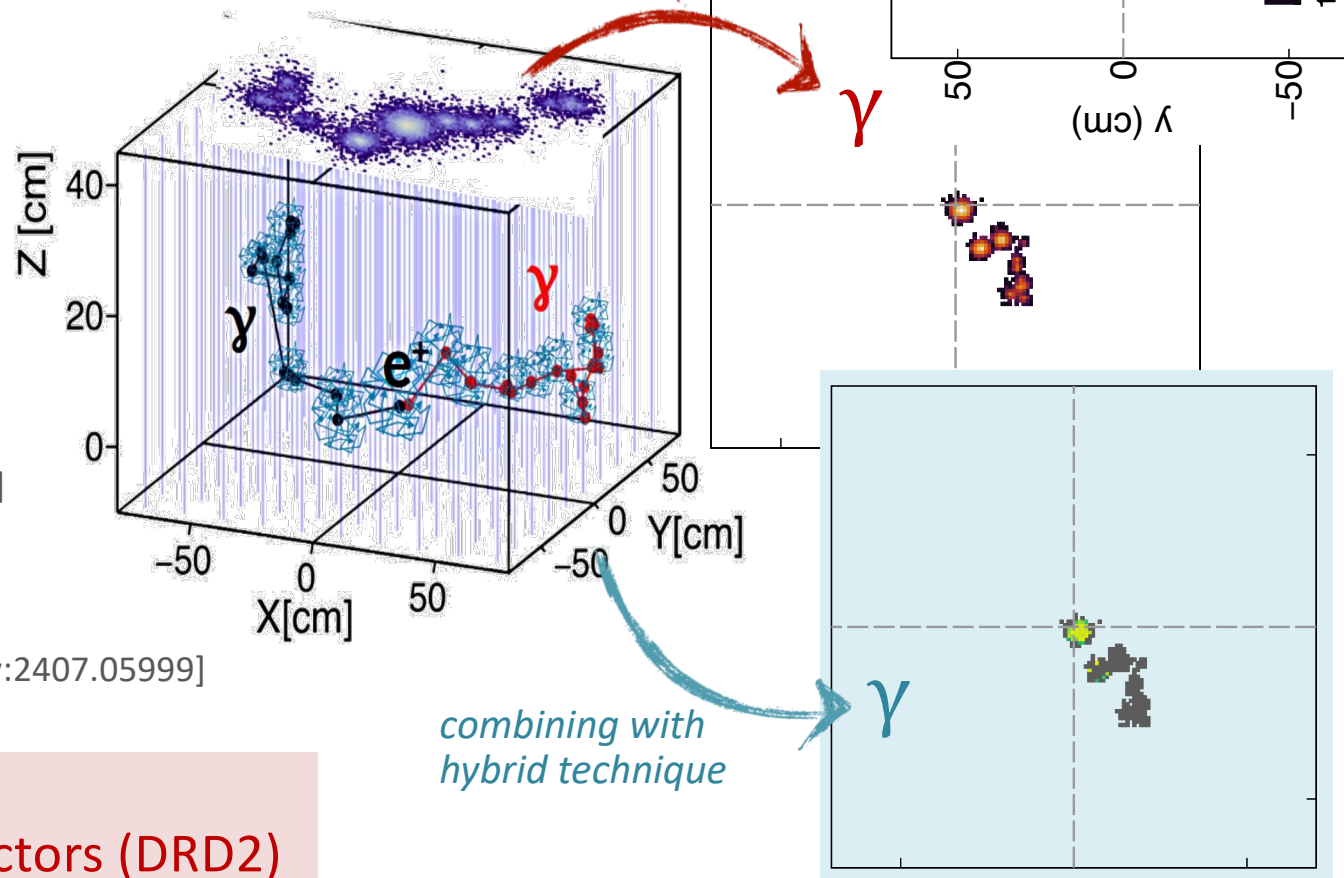 Z [cm]
40
20
0
γ
e⁺
γ
−50
0
50
X[cm]
50
0
−50
Y[cm]
γ
50
0
−50
y (cm)
]
:2407.05999]
combining with
hybrid technique
γ
ctors (DRD2)